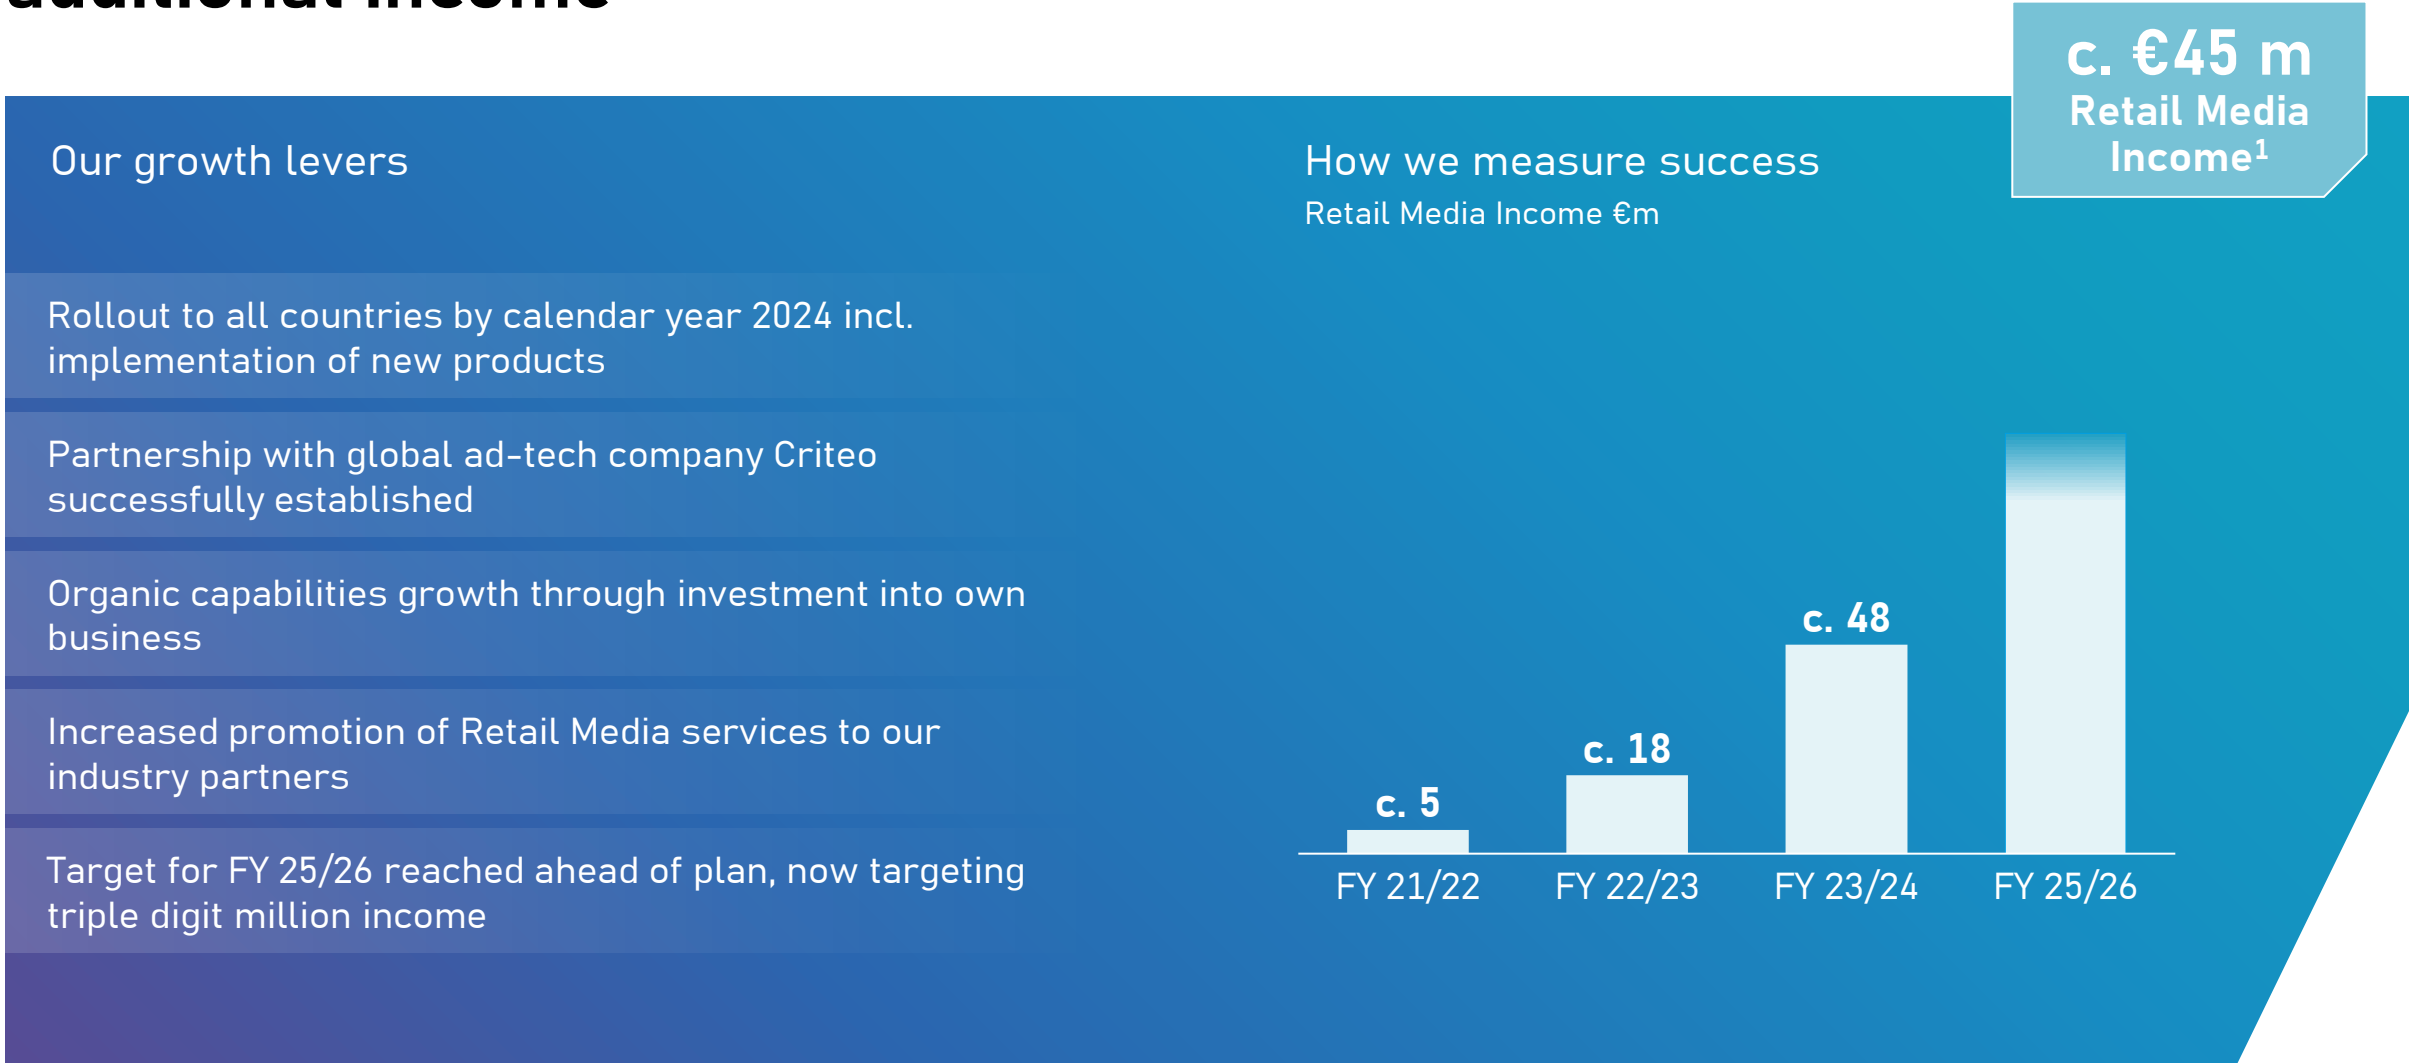 additional income
c. €45 m
Retail Media
Income¹
Our growth levers
Rollout to all countries by calendar year 2024 incl.
implementation of new products
Partnership with global ad-tech company Criteo
successfully established
Organic capabilities growth through investment into own
business
Increased promotion of Retail Media services to our
industry partners
Target for FY 25/26 reached ahead of plan, now targeting
triple digit million income
How we measure success
Retail Media Income €m
c. 5
c. 18
c. 48
FY 21/22
FY 22/23
FY 23/24
FY 25/26